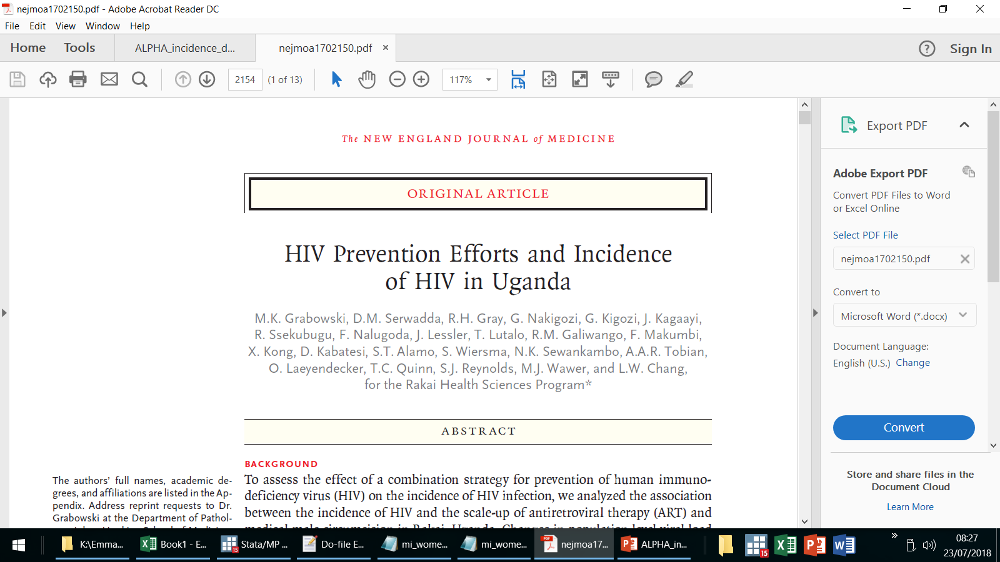 nejmoa1702150.pdf - Adobe Acrobat Reader DC
File Edit View Window Help
Home Tools ALPHA_incidence_d... nejmoa1702150.pdf × ? Sign In
2154 (1 of 13) 117%
The NEW ENGLAND JOURNAL of MEDICINE
ORIGINAL ARTICLE
HIV Prevention Efforts and Incidence
of HIV in Uganda
M.K. Grabowski, D.M. Serwadda, R.H. Gray, G. Nakigozi, G. Kigozi, J. Kagaayi,
R. Ssekubugu, F. Nalugoda, J. Lessler, T. Lutalo, R.M. Galiwango, F. Makumbi,
X. Kong, D. Kabatesi, S.T. Alamo, S. Wiersma, N.K. Sewankambo, A.A.R. Tobian,
O. Laeyendecker, T.C. Quinn, S.J. Reynolds, M.J. Wawer, and L.W. Chang,
for the Rakai Health Sciences Program*
ABSTRACT
BACKGROUND
To assess the effect of a combination strategy for prevention of human immuno-
deficiency virus (HIV) on the incidence of HIV infection, we analyzed the association
between the incidence of HIV and the scale-up of antiretroviral therapy (ART) and
The authors' full names, academic de-
grees, and affiliations are listed in the Ap-
pendix. Address reprint requests to Dr.
Grabowski at the Department of Pathol-
Export PDF
Adobe Export PDF
Convert PDF Files to Word
or Excel Online
Select PDF File
nejmoa1702150.pdf
Convert to
Microsoft Word (*.docx)
Document Language:
English (U.S.) Change
Convert
Store and share files in the
Document Cloud
Learn More
K:\Emma... Book1 - E... 15 Stata/MP ... Do-file E... mi_wome... mi_wome... PDF nejmoa17... ALPHA_in... 15 » 08:27
23/07/2018